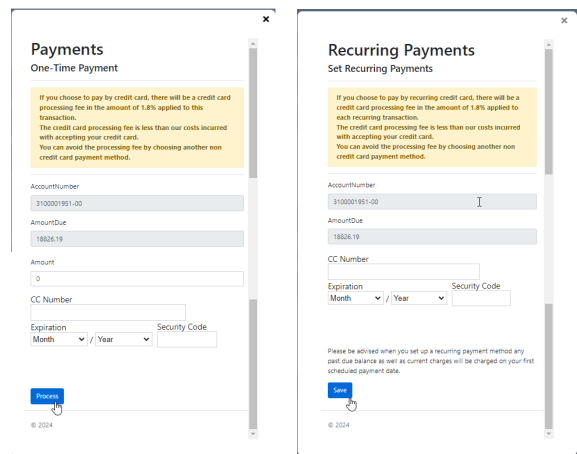 ×
Payments
One-Time Payment
If you choose to pay by credit card, there will be a credit card
processing fee in the amount of 1.8% applied to this
transaction.
The credit card processing fee is less than our costs incurred
with accepting your credit card.
You can avoid the processing fee by choosing another non
credit card payment method.
AccountNumber
3100001951-00
AmountDue
18826.19
Amount
0
CC Number
Expiration Security Code
Month / Year
Process
© 2024
×
Recurring Payments
Set Recurring Payments
If you choose to pay by recurring credit card, there will be a
credit card processing fee in the amount of 1.8% applied to
each recurring transaction.
The credit card processing fee is less than our costs incurred
with accepting your credit card.
You can avoid the processing fee by choosing another non
credit card payment method.
AccountNumber
3100001951-00
AmountDue
18826.19
CC Number
Expiration Security Code
Month / Year
Please be advised when you set up a recurring payment method any
past due balance as well as current charges will be charged on your first
scheduled payment date.
Save
© 2024